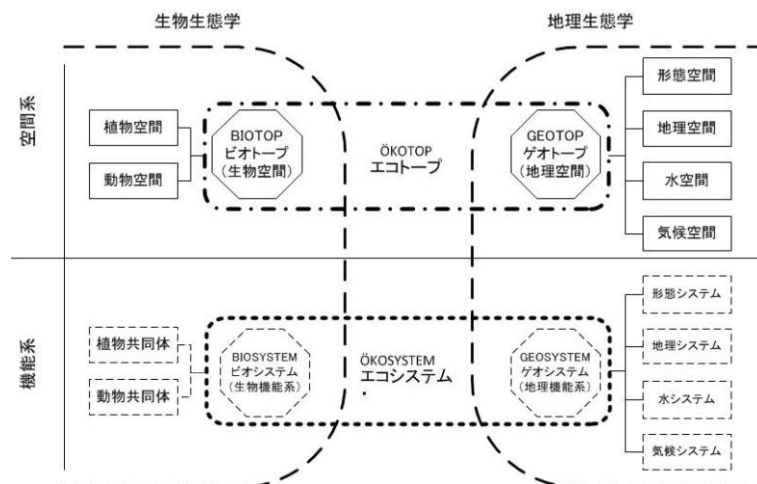 生物生態学
地理生態学
空間系
植物空間
動物空間
BIOTOP
ビオトープ
(生物空間)
ÖKOTOP
エコトープ
GEOTOP
ゲオトープ
(地理空間)
形態空間
地理空間
水空間
気候空間
機能系
植物共同体
動物共同体
BIOSYSTEM
ビオシステム
(生物機能系)
ÖKOSYSTEM
エコシステム
GEOSYSTEM
ゲオシステム
(地理機能系)
形態システム
地理システム
水システム
気候システム